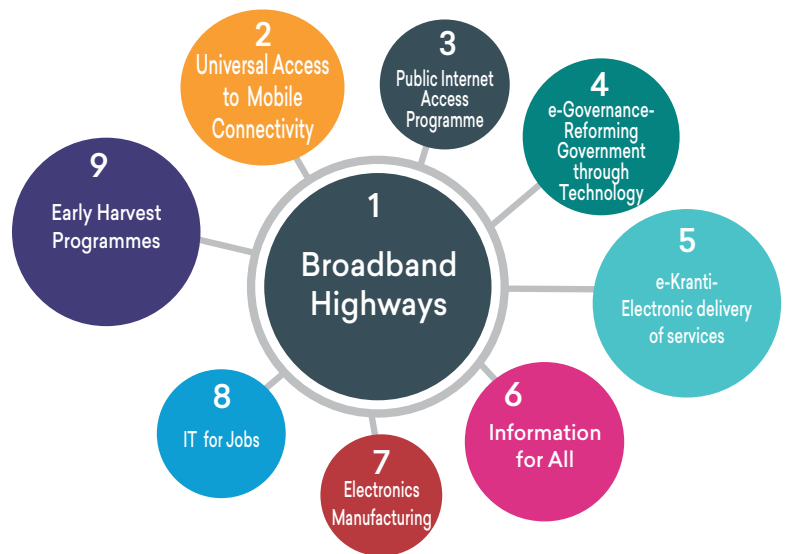 1
Broadband
Highways
2
Universal Access
to Mobile
Connectivity
3
Public Internet
Access
Programme
4
e-Governance-
Reforming
Government
through
Technology
5
e-Kranti-
Electronic delivery
of services
6
Information
for All
7
Electronics
Manufacturing
8
IT for Jobs
9
Early Harvest
Programmes